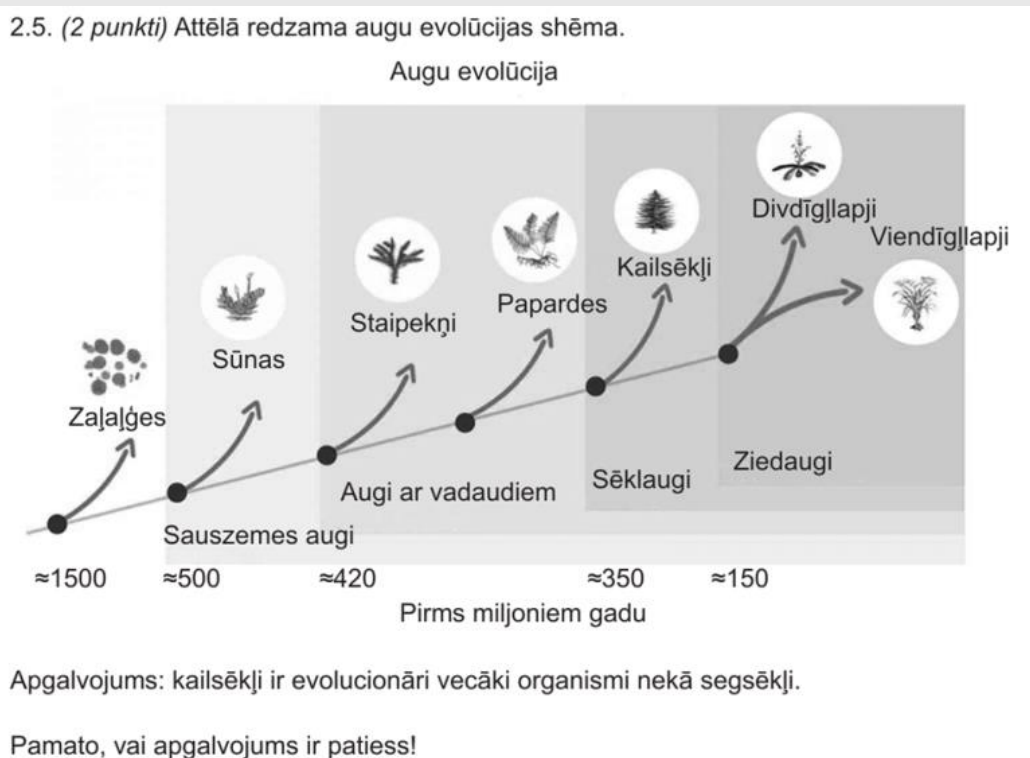 2.5. (2 punkti) Attēlā redzama augu evolūcijas shēma.
Augu evolūcija
Divdīgļlapji
Viendīgļlapji
Kailsēkļi
Papardes
Staipekņi
Sūnas
Zaļaļģes
Ziedaugi
Sēklaugi
Augi ar vadaudiem
Sauszemes augi
≈1500 ≈500 ≈420 ≈350 ≈150
Pirms miljoniem gadu
Apgalvojums: kailsēkļi ir evolucionāri vecāki organismi nekā segsēkļi.
Pamato, vai apgalvojums ir patiess!